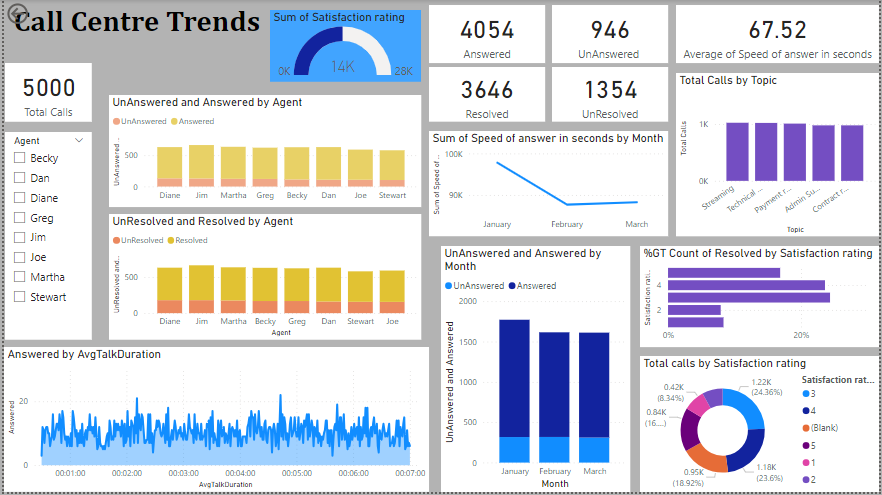 Call Centre Trends
Sum of Satisfaction rating
0K
14K
28K
4054
Answered
946
UnAnswered
67.52
Average of Speed of answer in seconds
5000
Total Calls
3646
Resolved
1354
UnResolved
Agent
Becky
Dan
Diane
Greg
Jim
Joe
Martha
Stewart
UnAnswered and Answered by Agent
UnAnswered Answered
UnAnswered ...
500
0
Diane Jim Martha Greg Becky Dan Joe Stewart
UnResolved and Resolved by Agent
UnResolved Resolved
UnResolved and...
500
0
Diane Jim Martha Becky Greg Dan Stewart Joe
Agent
Sum of Speed of answer in seconds by Month
Sum of Speed of ...
100K
90K
January February March
Total Calls by Topic
Total Calls
1K
0K
Streaming Technical ... Payment r... Admin Su... Contract r...
Topic
UnAnswered and Answered by
Month
UnAnswered Answered
UnAnswered and Answered
2000
1500
1000
500
0
January February March
Month
%GT Count of Resolved by Satisfaction rating
Satisfaction rati...
4
2
0% 20%
Answered by AvgTalkDuration
Answered
20
0
00:01:00 00:02:00 00:03:00 00:04:00 00:05:00 00:06:00 00:07:00
AvgTalkDuration
Total calls by Satisfaction rating
1.22K
(24.36%)
1.18K
(23.6%)
0.95K
(18.92%)
0.84K
(16....)
0.42K
(8.34%)
Satisfaction rat...
3
4
(Blank)
5
1
2